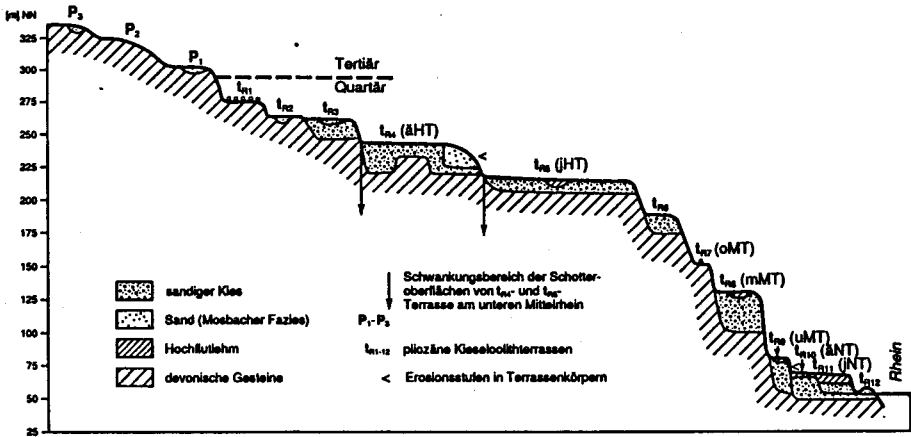 [m] NN
P3
P2
P1
325
300
275
250
225
200
175
150
125
100
75
50
25
Tertiär
Quartär
tR1
tR2
tR3
tR4 (äHT)
<
tR5 (jHT)
tR6
tR7 (oMT)
tR8 (mMT)
tR9 (uMT)
tR10 (äNT)
tR11 (jNT)
tR12
Rhein
sandiger Kies
Sand (Mosbacher Fazies)
Hochflutlehm
devonische Gesteine
Schwankungsbereich der Schotter-
oberflächen von tR4- und tR5-
Terrasse am unteren Mittelrhein
P1-P3
tR1-12 pliozäne Kieseloolithterrassen
< Erosionsstufen in Terrassenkörpern